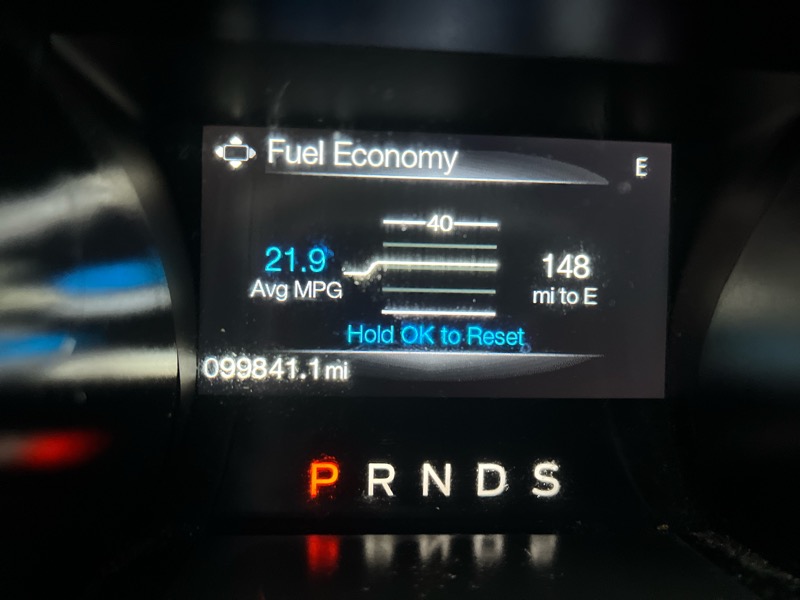 Fuel Economy
E
40
21.9
148
Avg MPG
mi to E
Hold OK to Reset
099841.1 mi
P R N D S